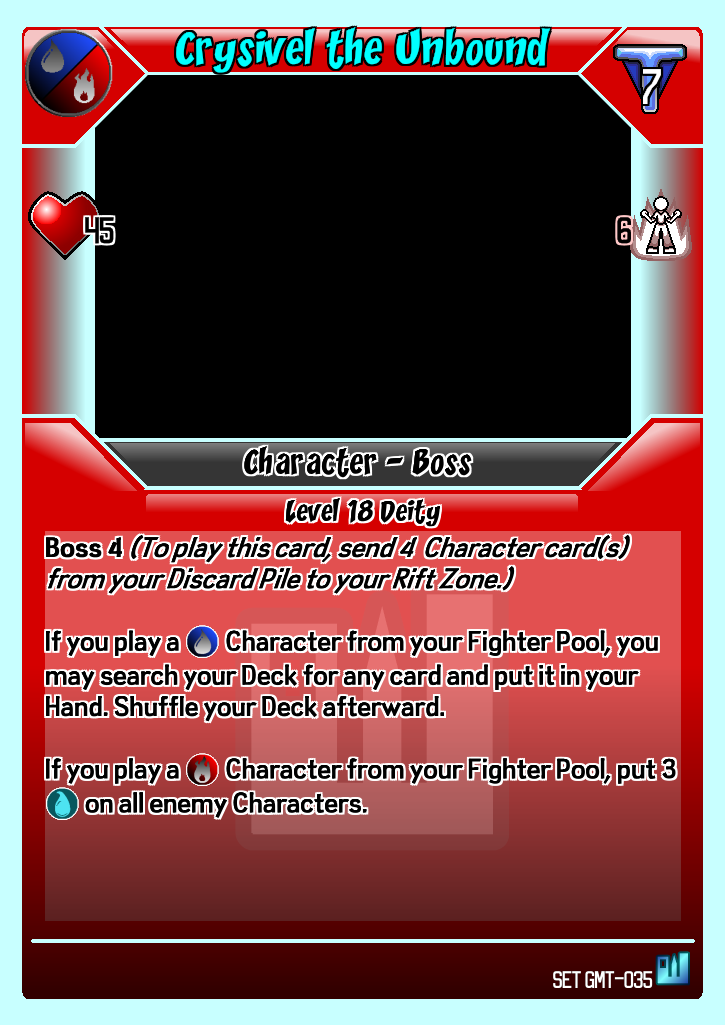 Crysivel the Unbound
7
45
6
Character - Boss
Level 18 Deity
Boss 4 (To play this card, send 4 Character card(s)
from your Discard Pile to your Rift Zone.)
If you play a Character from your Fighter Pool, you
may search your Deck for any card and put it in your
Hand. Shuffle your Deck afterward.
If you play a Character from your Fighter Pool, put 3
on all enemy Characters.
SET GMT-035